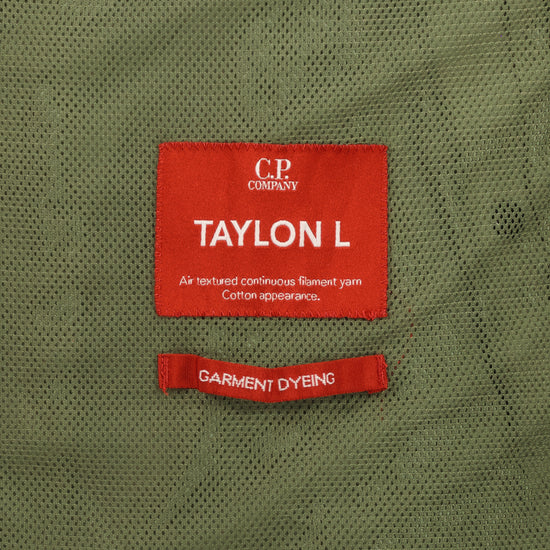 C.P.
COMPANY
TAYLON L
Air textured continuous filament yarn
Cotton appearance.
GARMENT DYEING